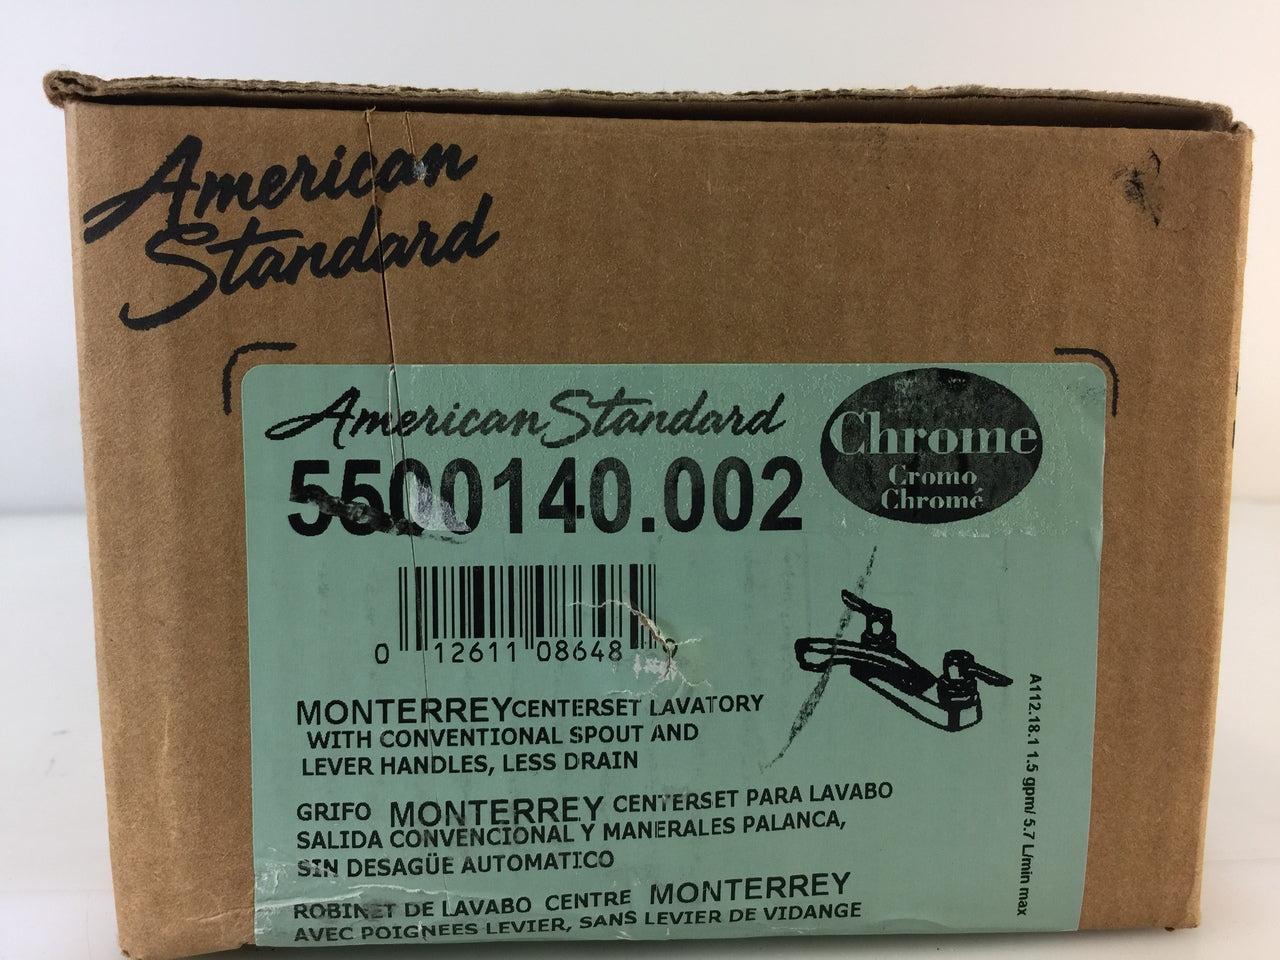 American
Standard
American Standard
5500140.002
Chrome
Cromo
Chromé
0 12611 08648
MONTERREY CENTERSET LAVATORY
WITH CONVENTIONAL SPOUT AND
LEVER HANDLES, LESS DRAIN
GRIFO MONTERREY CENTERSET PARA LAVABO
SALIDA CONVENCIONAL Y MANERALES PALANCA,
SIN DESAGÜE AUTOMATICO
ROBINET DE LAVABO CENTRE MONTERREY
AVEC POIGNEES LEVIER, SANS LEVIER DE VIDANGE
A112.18.1 1.5 gpm/ 5.7 L/min max